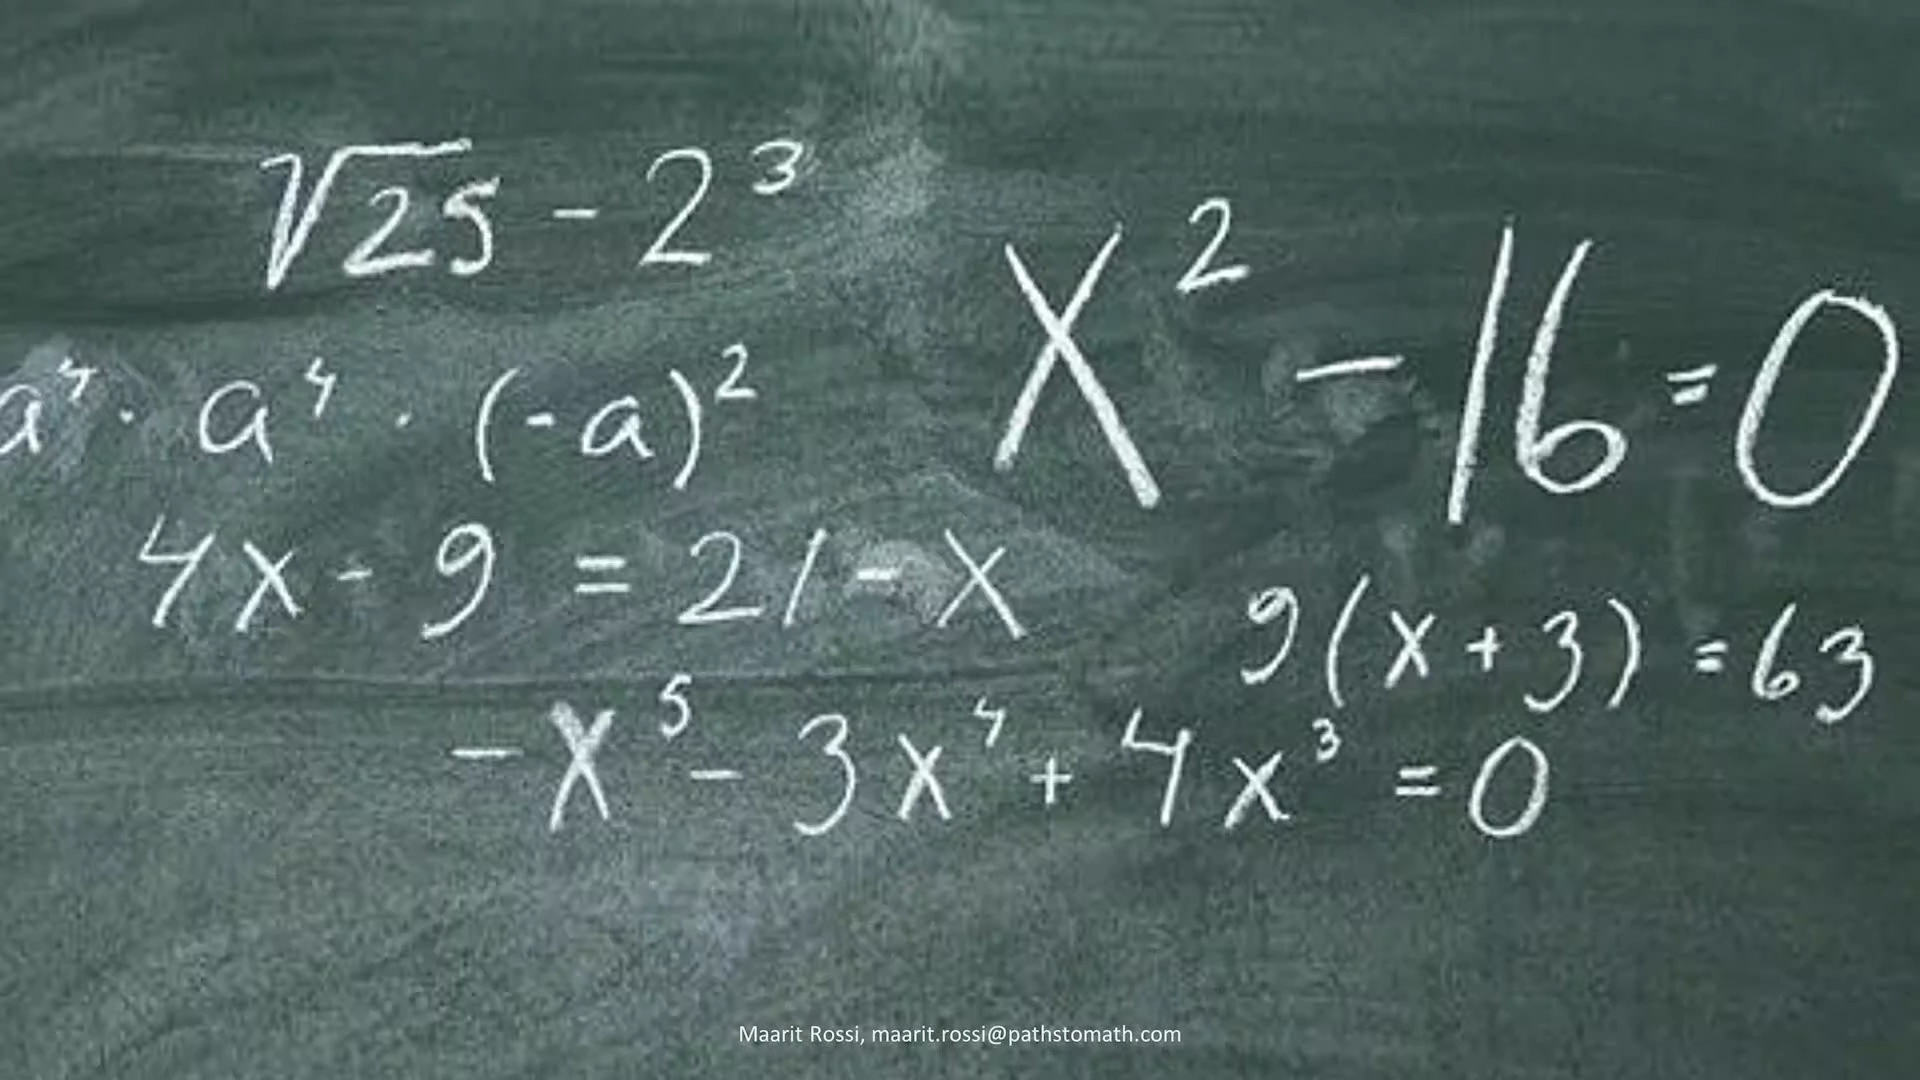 √25 - 2³
x² - 16 = 0
a⁴ · a⁴ · (-a)²
4x - 9 = 21 - x
9(x + 3) = 63
-x⁵ - 3x⁴ + 4x³ = 0
Maarit Rossi, maarit.rossi@pathstomath.com